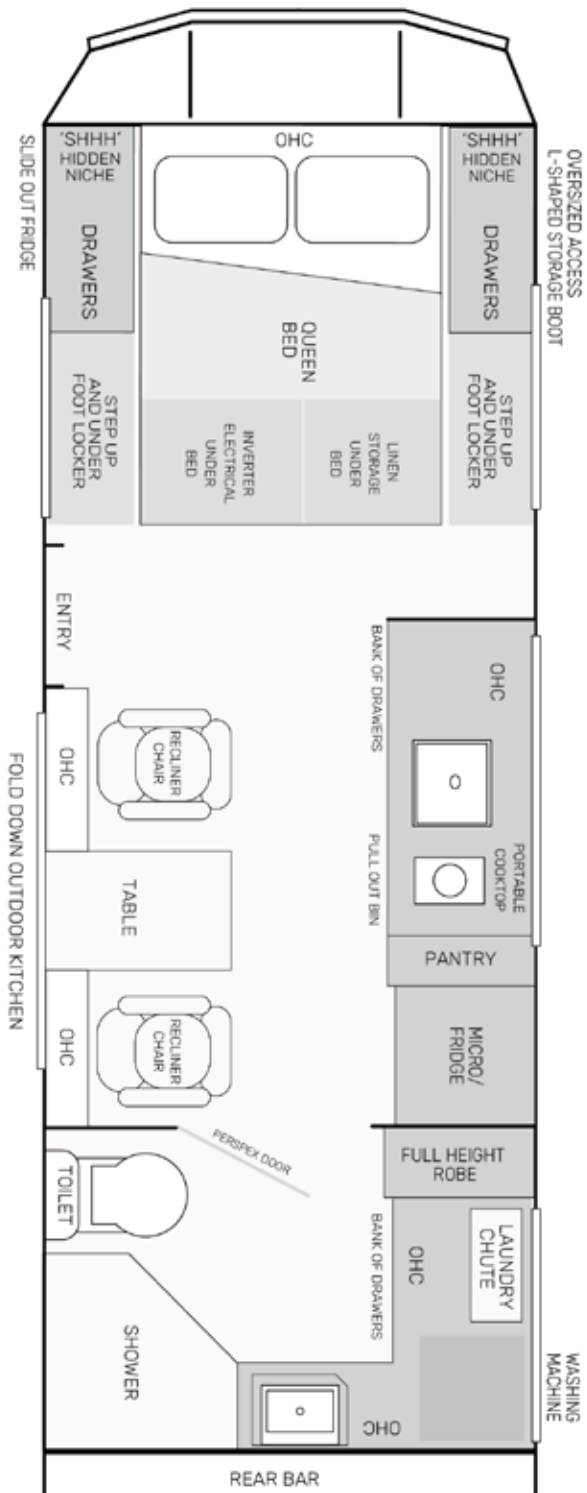 'SHHH'
HIDDEN
NICHE
OHC
'SHHH'
HIDDEN
NICHE
OVERSIZED ACCESS
L-SHAPED STORAGE BOOT
SLIDE OUT FRIDGE
DRAWERS
DRAWERS
QUEEN
BED
STEP UP
AND UNDER
FOOT LOCKER
INVERTER
ELECTRICAL
UNDER
BED
LINEN
STORAGE
UNDER
BED
STEP UP
AND UNDER
FOOT LOCKER
ENTRY
BANK OF DRAWERS
OHC
OHC
RECLINER
CHAIR
PORTABLE
COOKTOP
PULL OUT BIN
TABLE
FOLD DOWN OUTDOOR KITCHEN
PANTRY
MICRO/
FRIDGE
OHC
RECLINER
CHAIR
PERSPEX DOOR
FULL HEIGHT
ROBE
TOILET
BANK OF DRAWERS
OHC
LAUNDRY
CHUTE
SHOWER
WASHING
MACHINE
OHC
REAR BAR